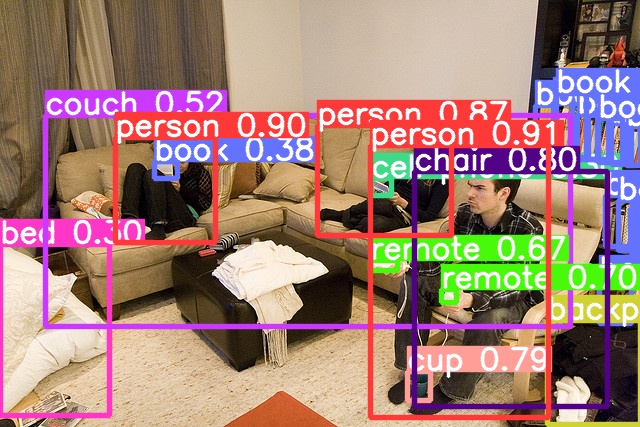 couch 0.52
person 0.90
book 0.38
person 0.87
person 0.91
chair 0.80
book
bed 0.30
remote 0.67
remote 0.70
backp
cup 0.79